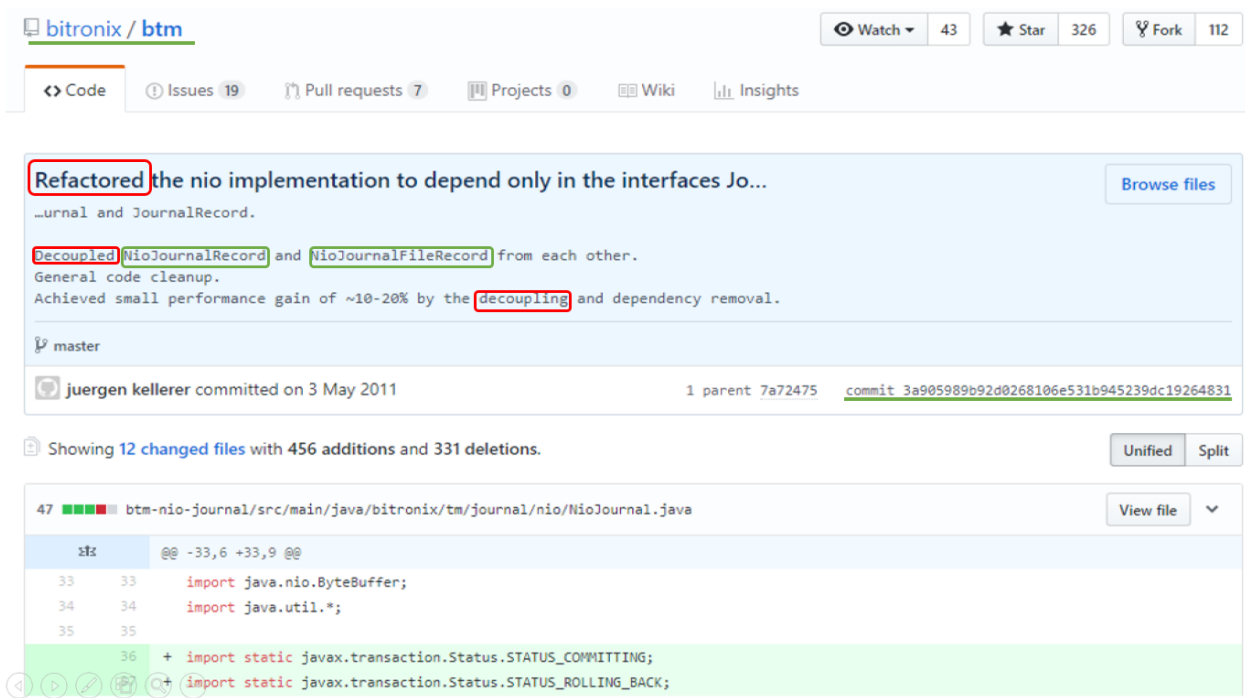 bitronix / btm
Watch 43 Star 326 Fork 112
Code Issues 19 Pull requests 7 Projects 0 Wiki Insights
Refactored the nio implementation to depend only in the interfaces Jo...
Browse files
…urnal and JournalRecord.
Decoupled NioJournalRecord and NioJournalFileRecord from each other.
General code cleanup.
Achieved small performance gain of ~10-20% by the decoupling and dependency removal.
master
juergen kellerer committed on 3 May 2011 1 parent 7a72475 commit 3a905989b92d0268106e531b945239dc19264831
Showing 12 changed files with 456 additions and 331 deletions.
Unified Split
47 btm-nio-journal/src/main/java/bitronix/tm/journal/nio/NioJournal.java View file
@@ -33,6 +33,9 @@
33 33 import java.nio.ByteBuffer;
34 34 import java.util.*;
35 35
36 + import static javax.transaction.Status.STATUS_COMMITTING;
37 + import static javax.transaction.Status.STATUS_ROLLING_BACK;